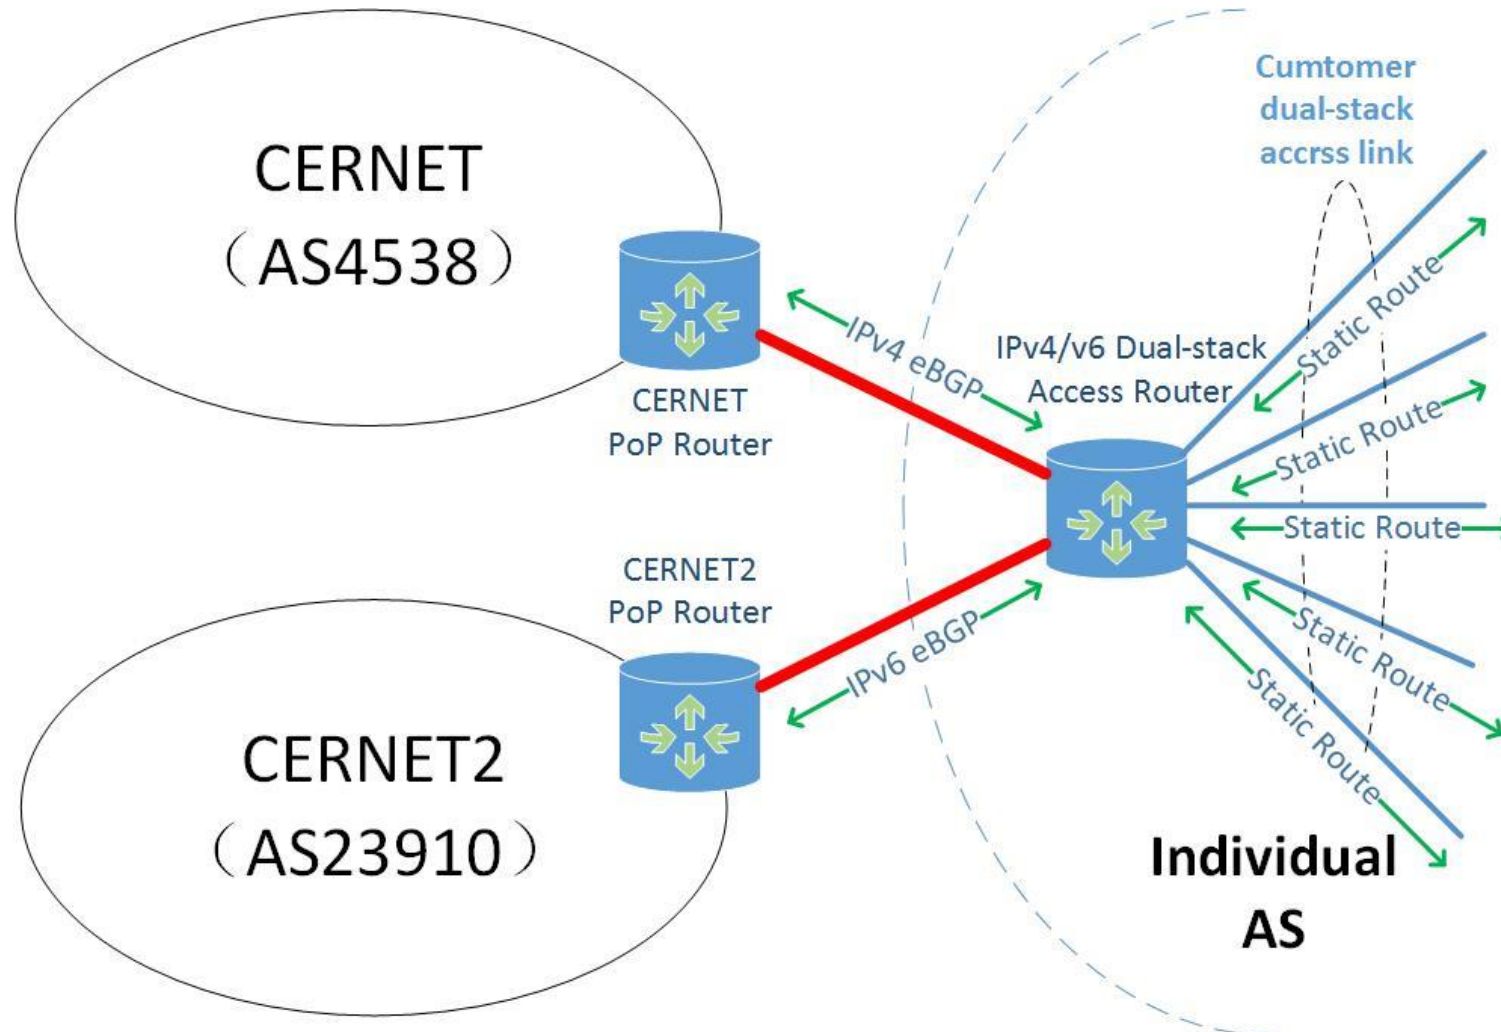 CERNET
（AS4538）
CERNET
PoP Router
IPv4 eBGP
IPv4/v6 Dual-stack
Access Router
Cumtomer
dual-stack
accrss link
Static Route
Static Route
Static Route
Static Route
Static Route
CERNET2
PoP Router
IPv6 eBGP
CERNET2
（AS23910）
Individual
AS